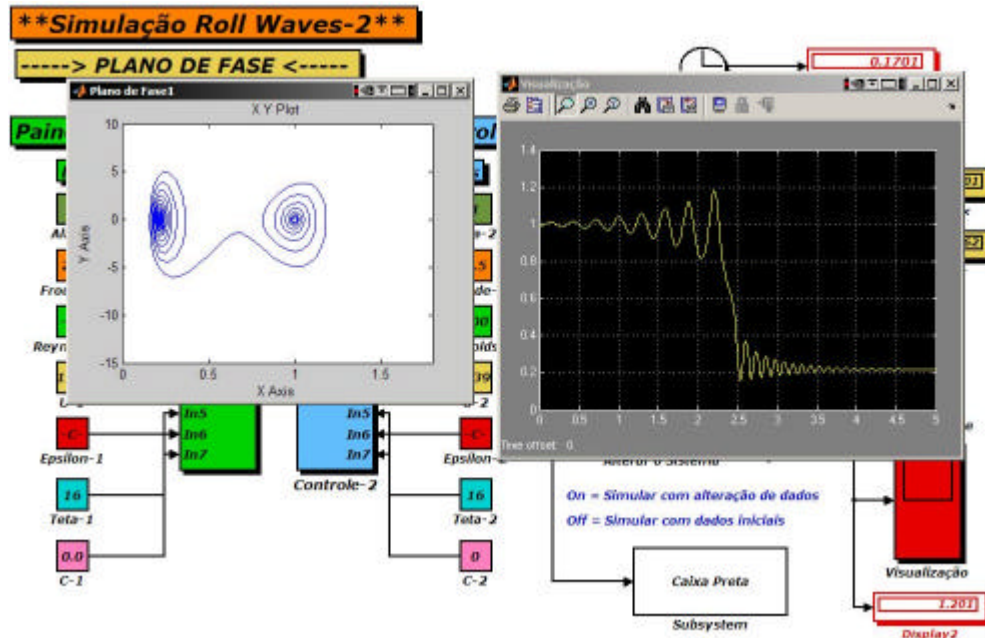 **Simulação Roll Waves-2**
-----> PLANO DE FASE <-----
0.1701
Plano de Fase1
X Y Plot
10
5
0
-5
-10
-15
0
0.5
1
1.5
X Axis
Y Axis
Visualização
1.4
1.2
1
0.8
0.6
0.4
0.2
0
0
0.5
1
1.5
2
2.5
3
3.5
4
4.5
5
Time offset: 0
In5
In6
In7
In5
In6
In7
Controle-2
-C-
Epsilon-1
16
Teta-1
0.0
C-1
-C-
16
Teta-2
0
C-2
Alterar o Sistema
On = Simular com alteração de dados
Off = Simular com dados iniciais
Caixa Preta
Subsystem
Visualização
1.201
Display2